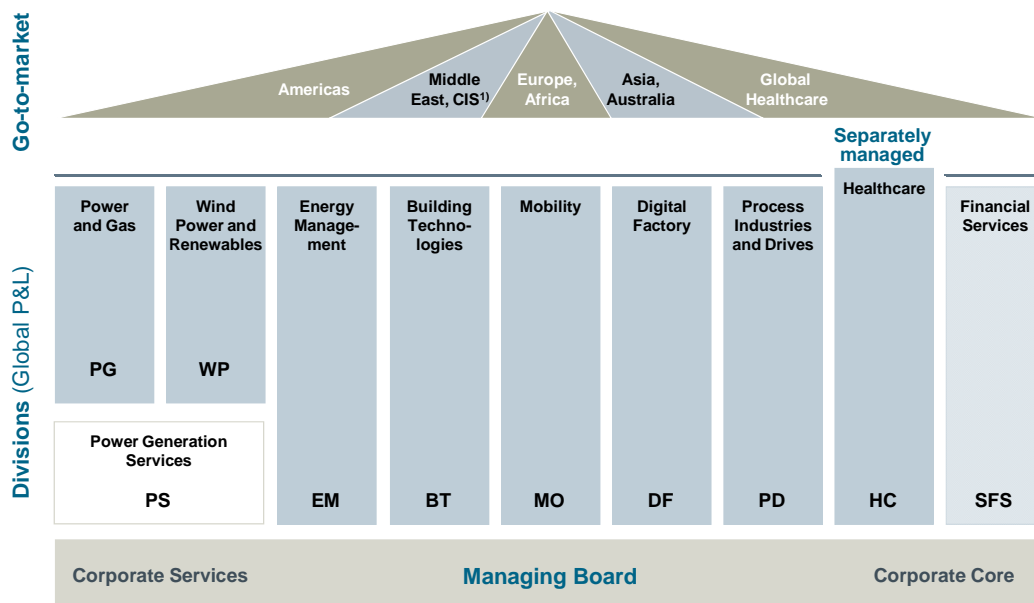 Go-to-market
Americas
Middle
East, CIS1)
Europe,
Africa
Asia,
Australia
Global
Healthcare
Separately
managed
Divisions (Global P&L)
Power
and Gas
PG
Wind
Power and
Renewables
WP
Power Generation
Services
PS
Energy
Manage-
ment
EM
Building
Techno-
logies
BT
Mobility
MO
Digital
Factory
DF
Process
Industries
and Drives
PD
Healthcare
HC
Financial
Services
SFS
Corporate Services
Managing Board
Corporate Core